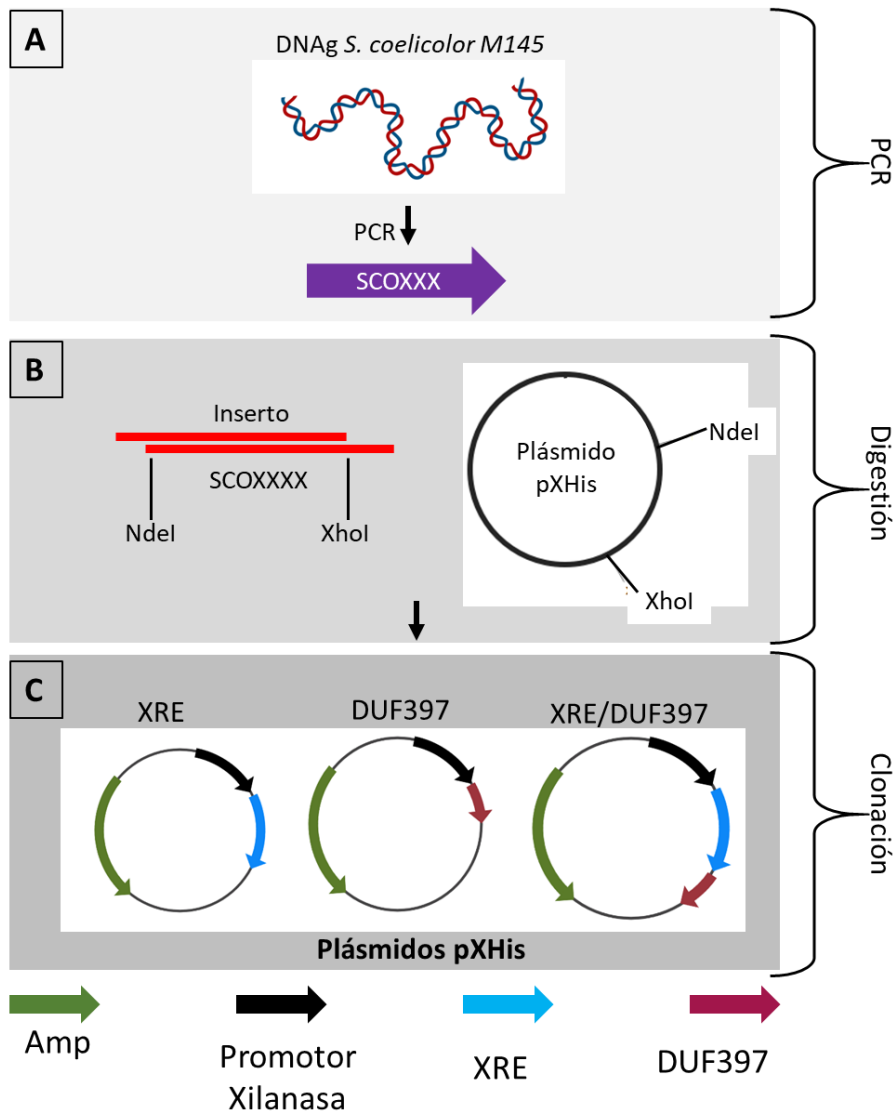 A
DNAg S. coelicolor M145
PCR
SCOXXX
PCR
B
Inserto
SCOXXXX
NdeI
XhoI
Plásmido
pXHis
NdeI
XhoI
Digestión
C
XRE
DUF397
XRE/DUF397
Plásmidos pXHis
Clonación
Amp
Promotor
Xilanasa
XRE
DUF397